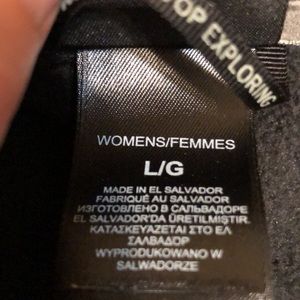 TOP EXPLORING
WOMENS/FEMMES
L/G
MADE IN EL SALVADOR
FABRIQUÉ AU SALVADOR
ИЗГОТОВЛЕНО В САЛЬВАДОРЕ
EL SALVADOR'DA ÜRETILMIŞTIR.
ΚΑΤΑΣΚΕΥΑΖΕΤΑΙ ΣΤΟ ΕΛ
ΣΑΛΒΑΔΟΡ
WYPRODUKOWANO W
SALWADORZE